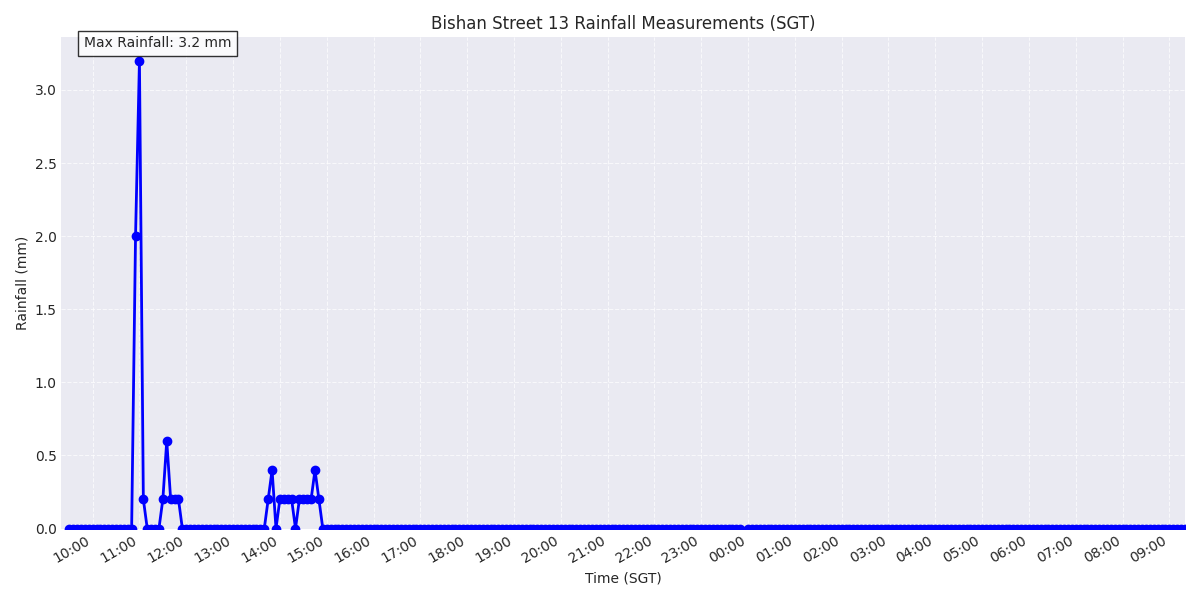 Bishan Street 13 Rainfall Measurements (SGT)
Max Rainfall: 3.2 mm
Rainfall (mm)
3.0
2.5
2.0
1.5
1.0
0.5
0.0
10:00 11:00 12:00 13:00 14:00 15:00 16:00 17:00 18:00 19:00 20:00 21:00 22:00 23:00 00:00 01:00 02:00 03:00 04:00 05:00 06:00 07:00 08:00 09:00
Time (SGT)